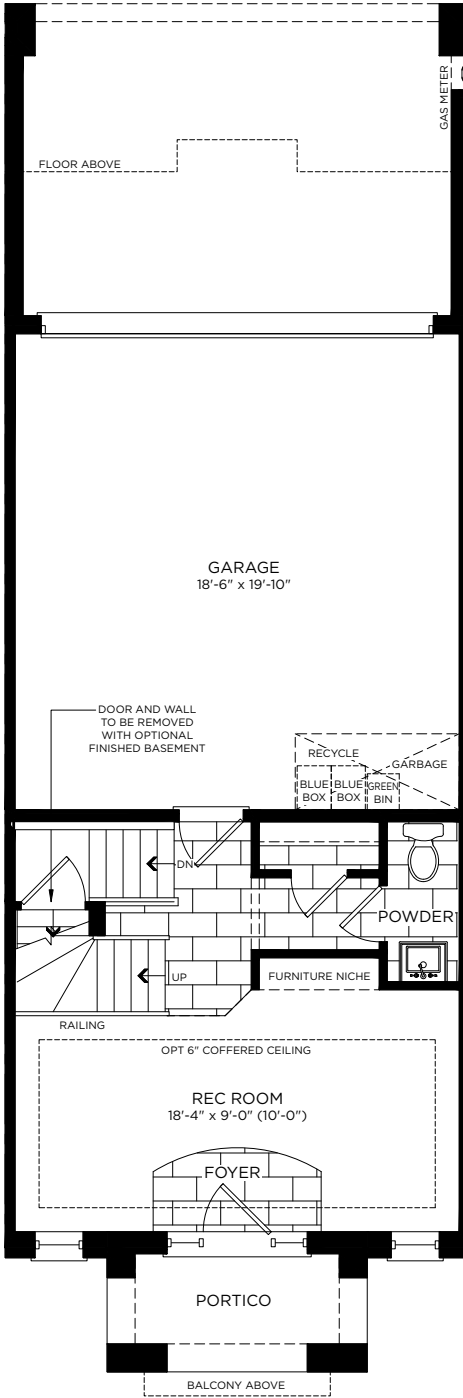 GAS METER
FLOOR ABOVE
GARAGE
18'-6" x 19'-10"
DOOR AND WALL
TO BE REMOVED
WITH OPTIONAL
FINISHED BASEMENT
RECYCLE
GARBAGE
BLUE
BOX
BLUE
BOX
GREEN
BIN
DN
POWDER
UP
FURNITURE NICHE
RAILING
OPT 6" COFFERED CEILING
REC ROOM
18'-4" x 9'-0" (10'-0")
FOYER
PORTICO
BALCONY ABOVE